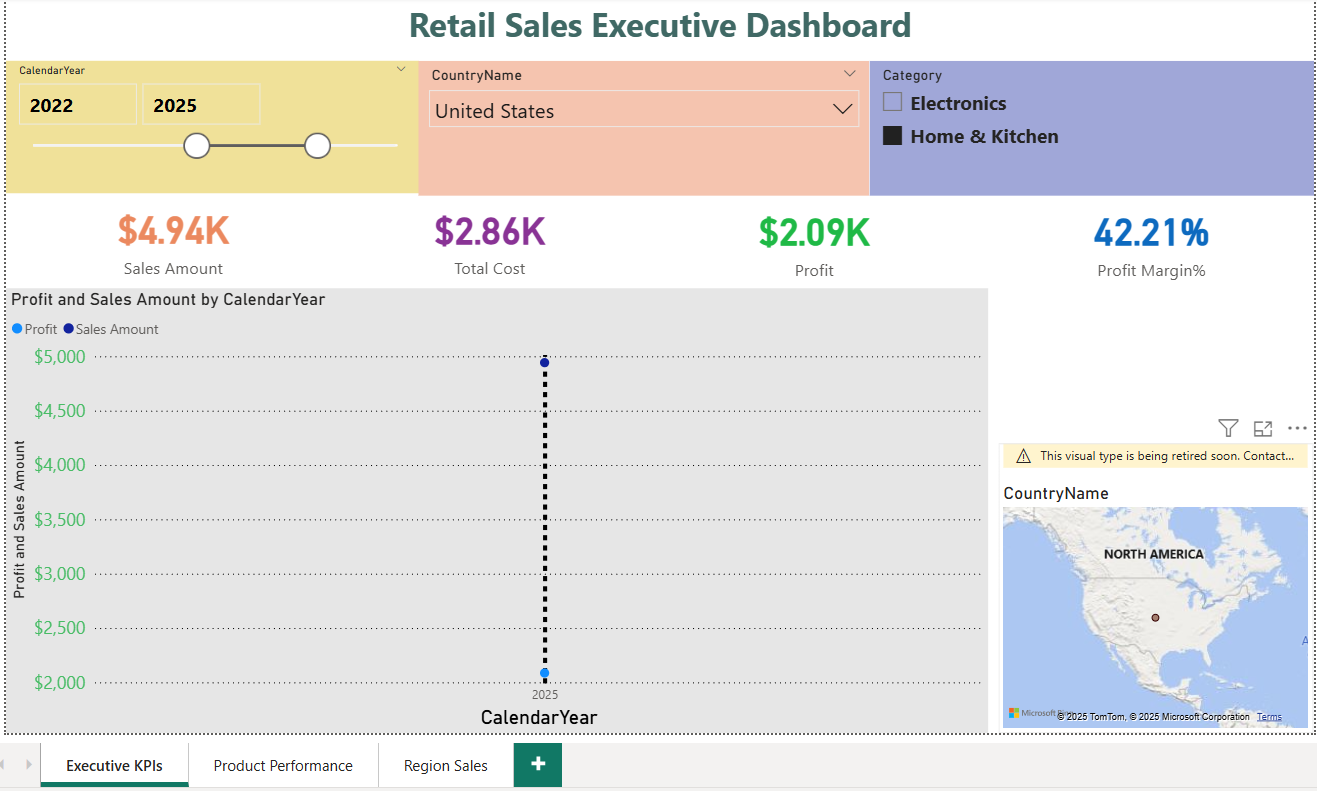 Retail Sales Executive Dashboard
CalendarYear
2022 2025
CountryName
United States
Category
Electronics
Home & Kitchen
$4.94K
Sales Amount
$2.86K
Total Cost
$2.09K
Profit
42.21%
Profit Margin%
Profit and Sales Amount by CalendarYear
Profit Sales Amount
$5,000
$4,500
$4,000
$3,500
$3,000
$2,500
$2,000
Profit and Sales Amount
2025
CalendarYear
This visual type is being retired soon. Contact...
CountryName
NORTH AMERICA
A
Microsoft
© 2025 TomTom, © 2025 Microsoft Corporation Terms
Executive KPIs
Product Performance
Region Sales
+